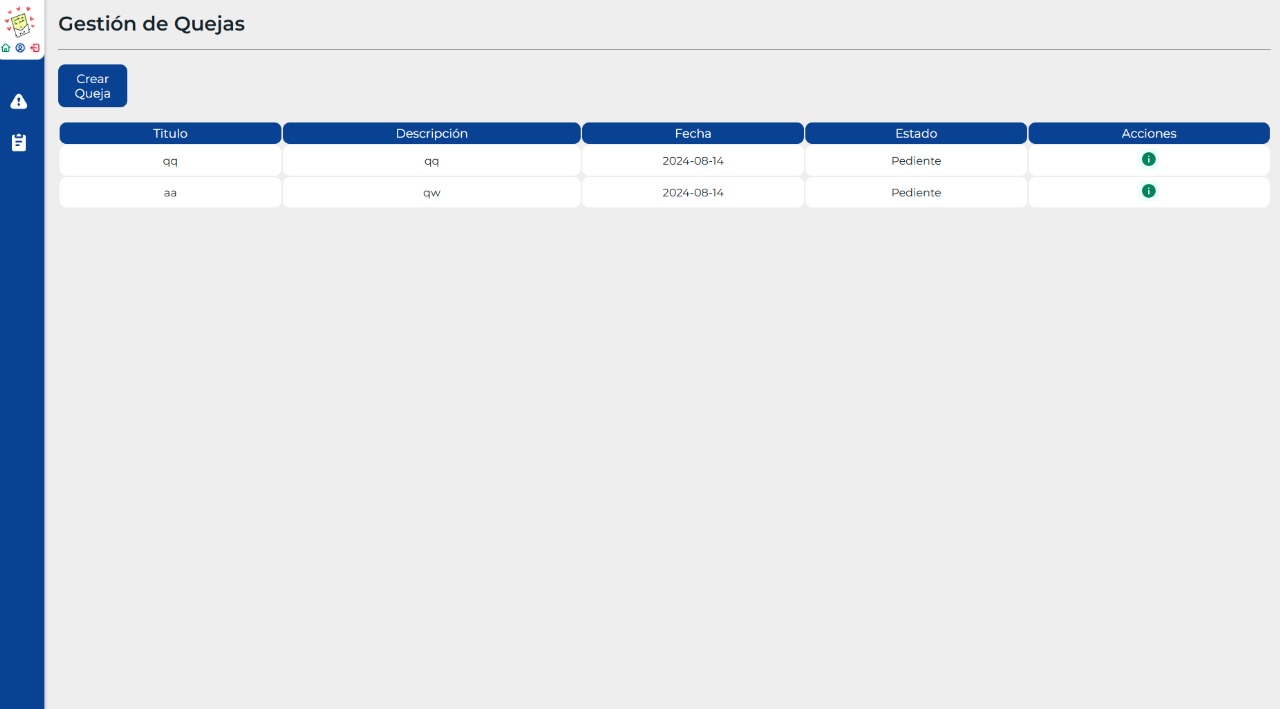 Gestión de Quejas
Crear
Queja
Titulo Descripción Fecha Estado Acciones
qq qq 2024-08-14 Pediente
aa qw 2024-08-14 Pediente